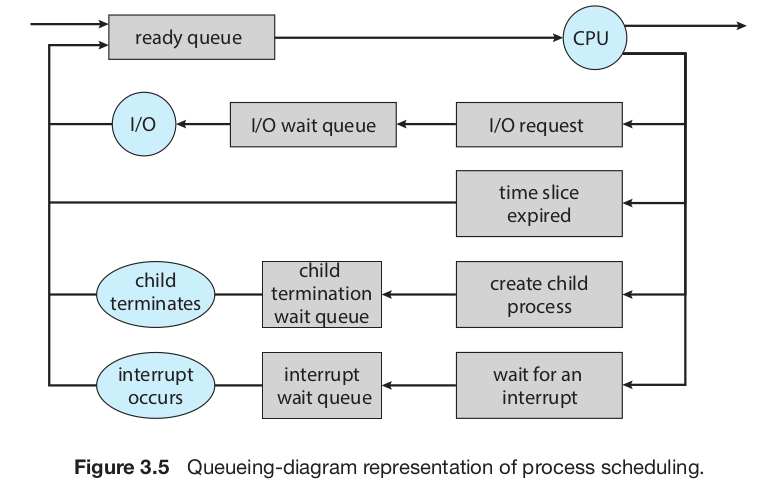 ready queue
CPU
I/O
I/O wait queue
I/O request
time slice
expired
child
terminates
child
termination
wait queue
create child
process
interrupt
occurs
interrupt
wait queue
wait for an
interrupt
Figure 3.5 Queueing-diagram representation of process scheduling.